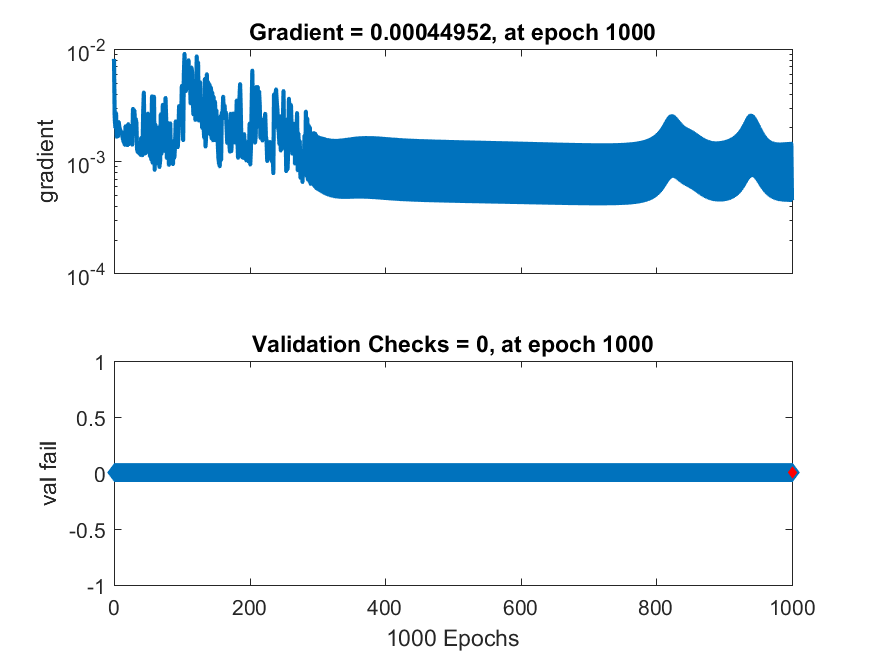 Gradient = 0.00044952, at epoch 1000
10-2
10-3
10-4
gradient
Validation Checks = 0, at epoch 1000
1
0.5
0
-0.5
-1
val fail
0 200 400 600 800 1000
1000 Epochs